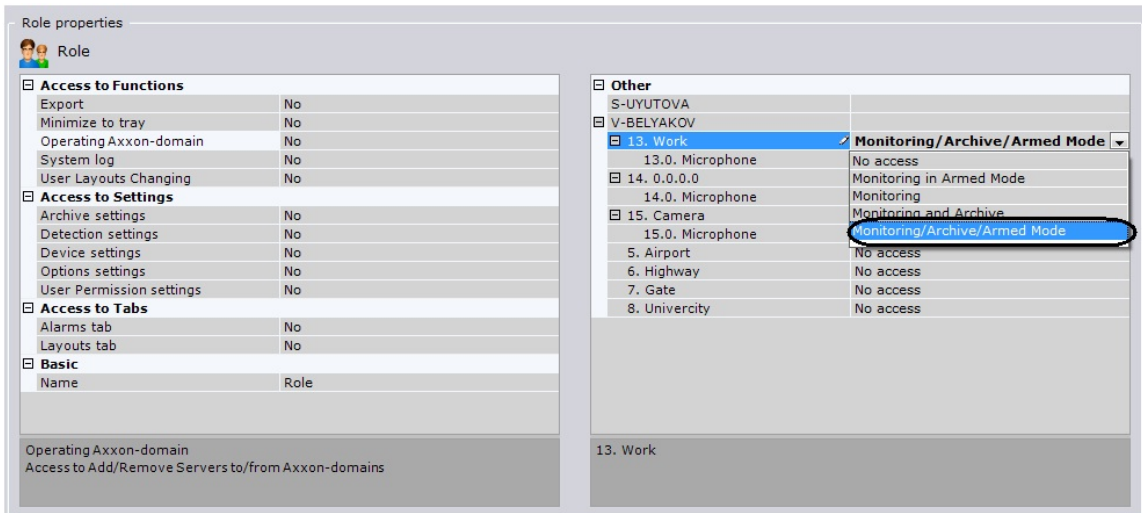 Role properties
Role
Access to Functions
Export No
Minimize to tray No
Operating Axxon-domain No
System log No
User Layouts Changing No
Access to Settings
Archive settings No
Detection settings No
Device settings No
Options settings No
User Permission settings No
Access to Tabs
Alarms tab No
Layouts tab No
Basic
Name Role
Operating Axxon-domain
Access to Add/Remove Servers to/from Axxon-domains
Other
S-UYUTOVA
V-BELYAKOV
13. Work Monitoring/Archive/Armed Mode
13.0. Microphone No access
14. 0.0.0.0 Monitoring in Armed Mode
14.0. Microphone Monitoring
15. Camera Monitoring and Archive
15.0. Microphone Monitoring/Archive/Armed Mode
5. Airport No access
6. Highway No access
7. Gate No access
8. Univercity No access
13. Work